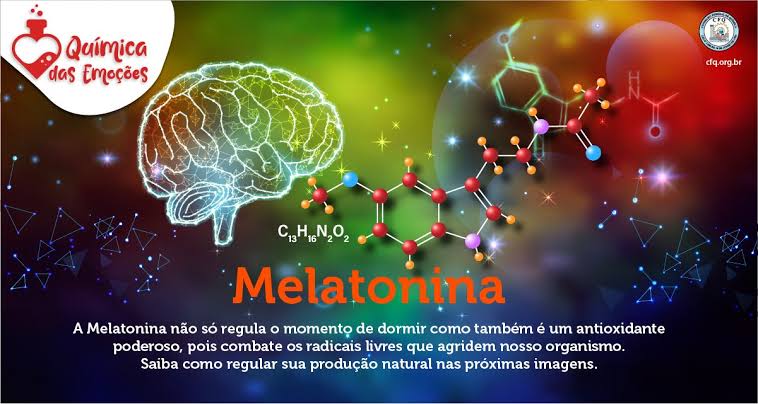 Química
das Emoções
CFQ
cfq.org.br
HN
O
C₁₃H₁₆N₂O₂
Melatonina
A Melatonina não só regula o momento de dormir como também é um antioxidante
poderoso, pois combate os radicais livres que agridem nosso organismo.
Saiba como regular sua produção natural nas próximas imagens.